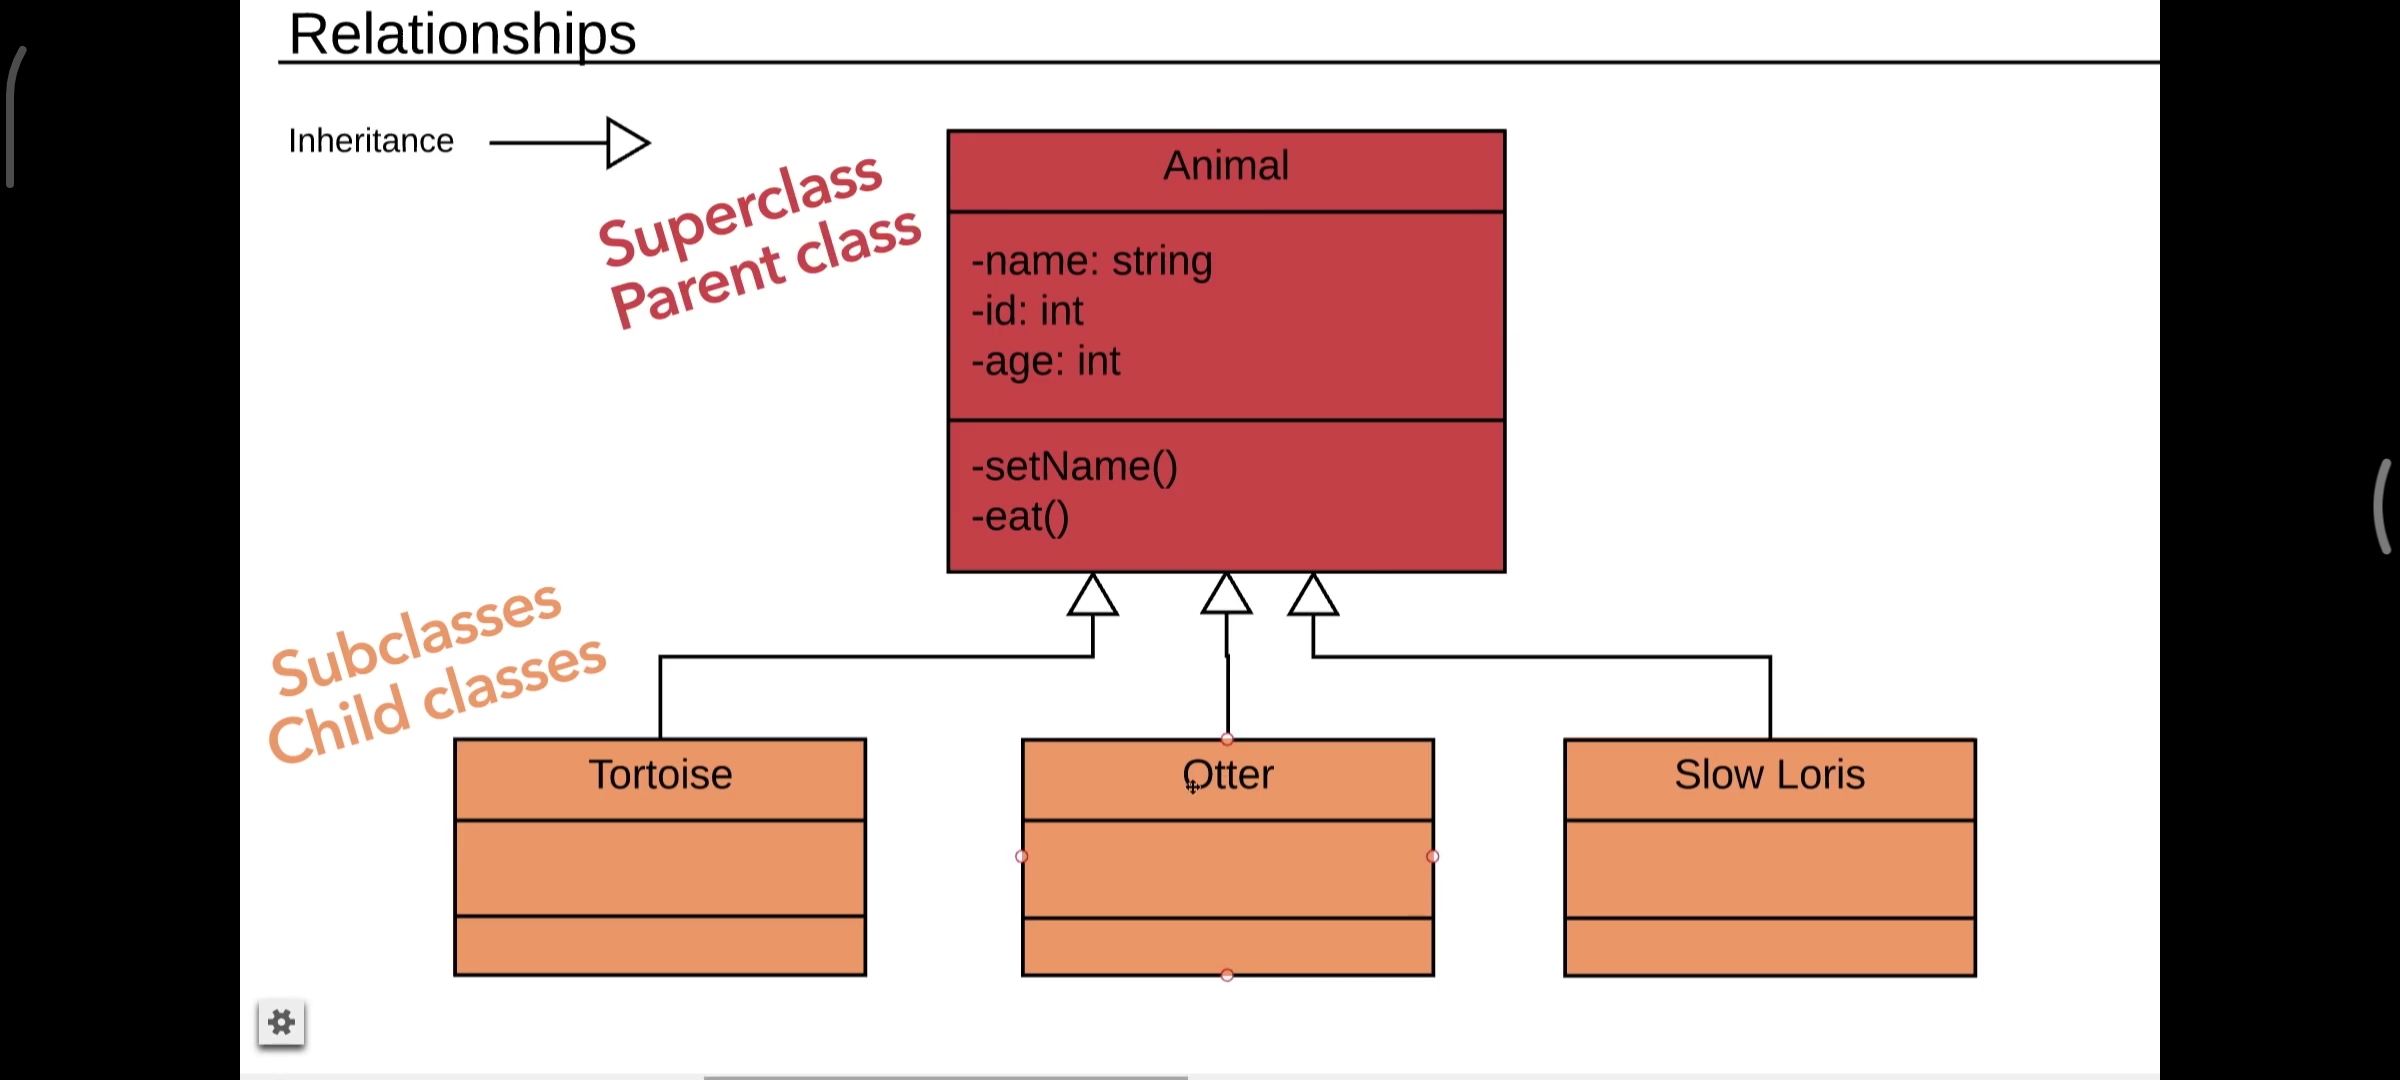 Relationships
Inheritance
Superclass
Parent class
Animal
-name: string
-id: int
-age: int
-setName()
-eat()
Subclasses
Child classes
Tortoise
Otter
Slow Loris